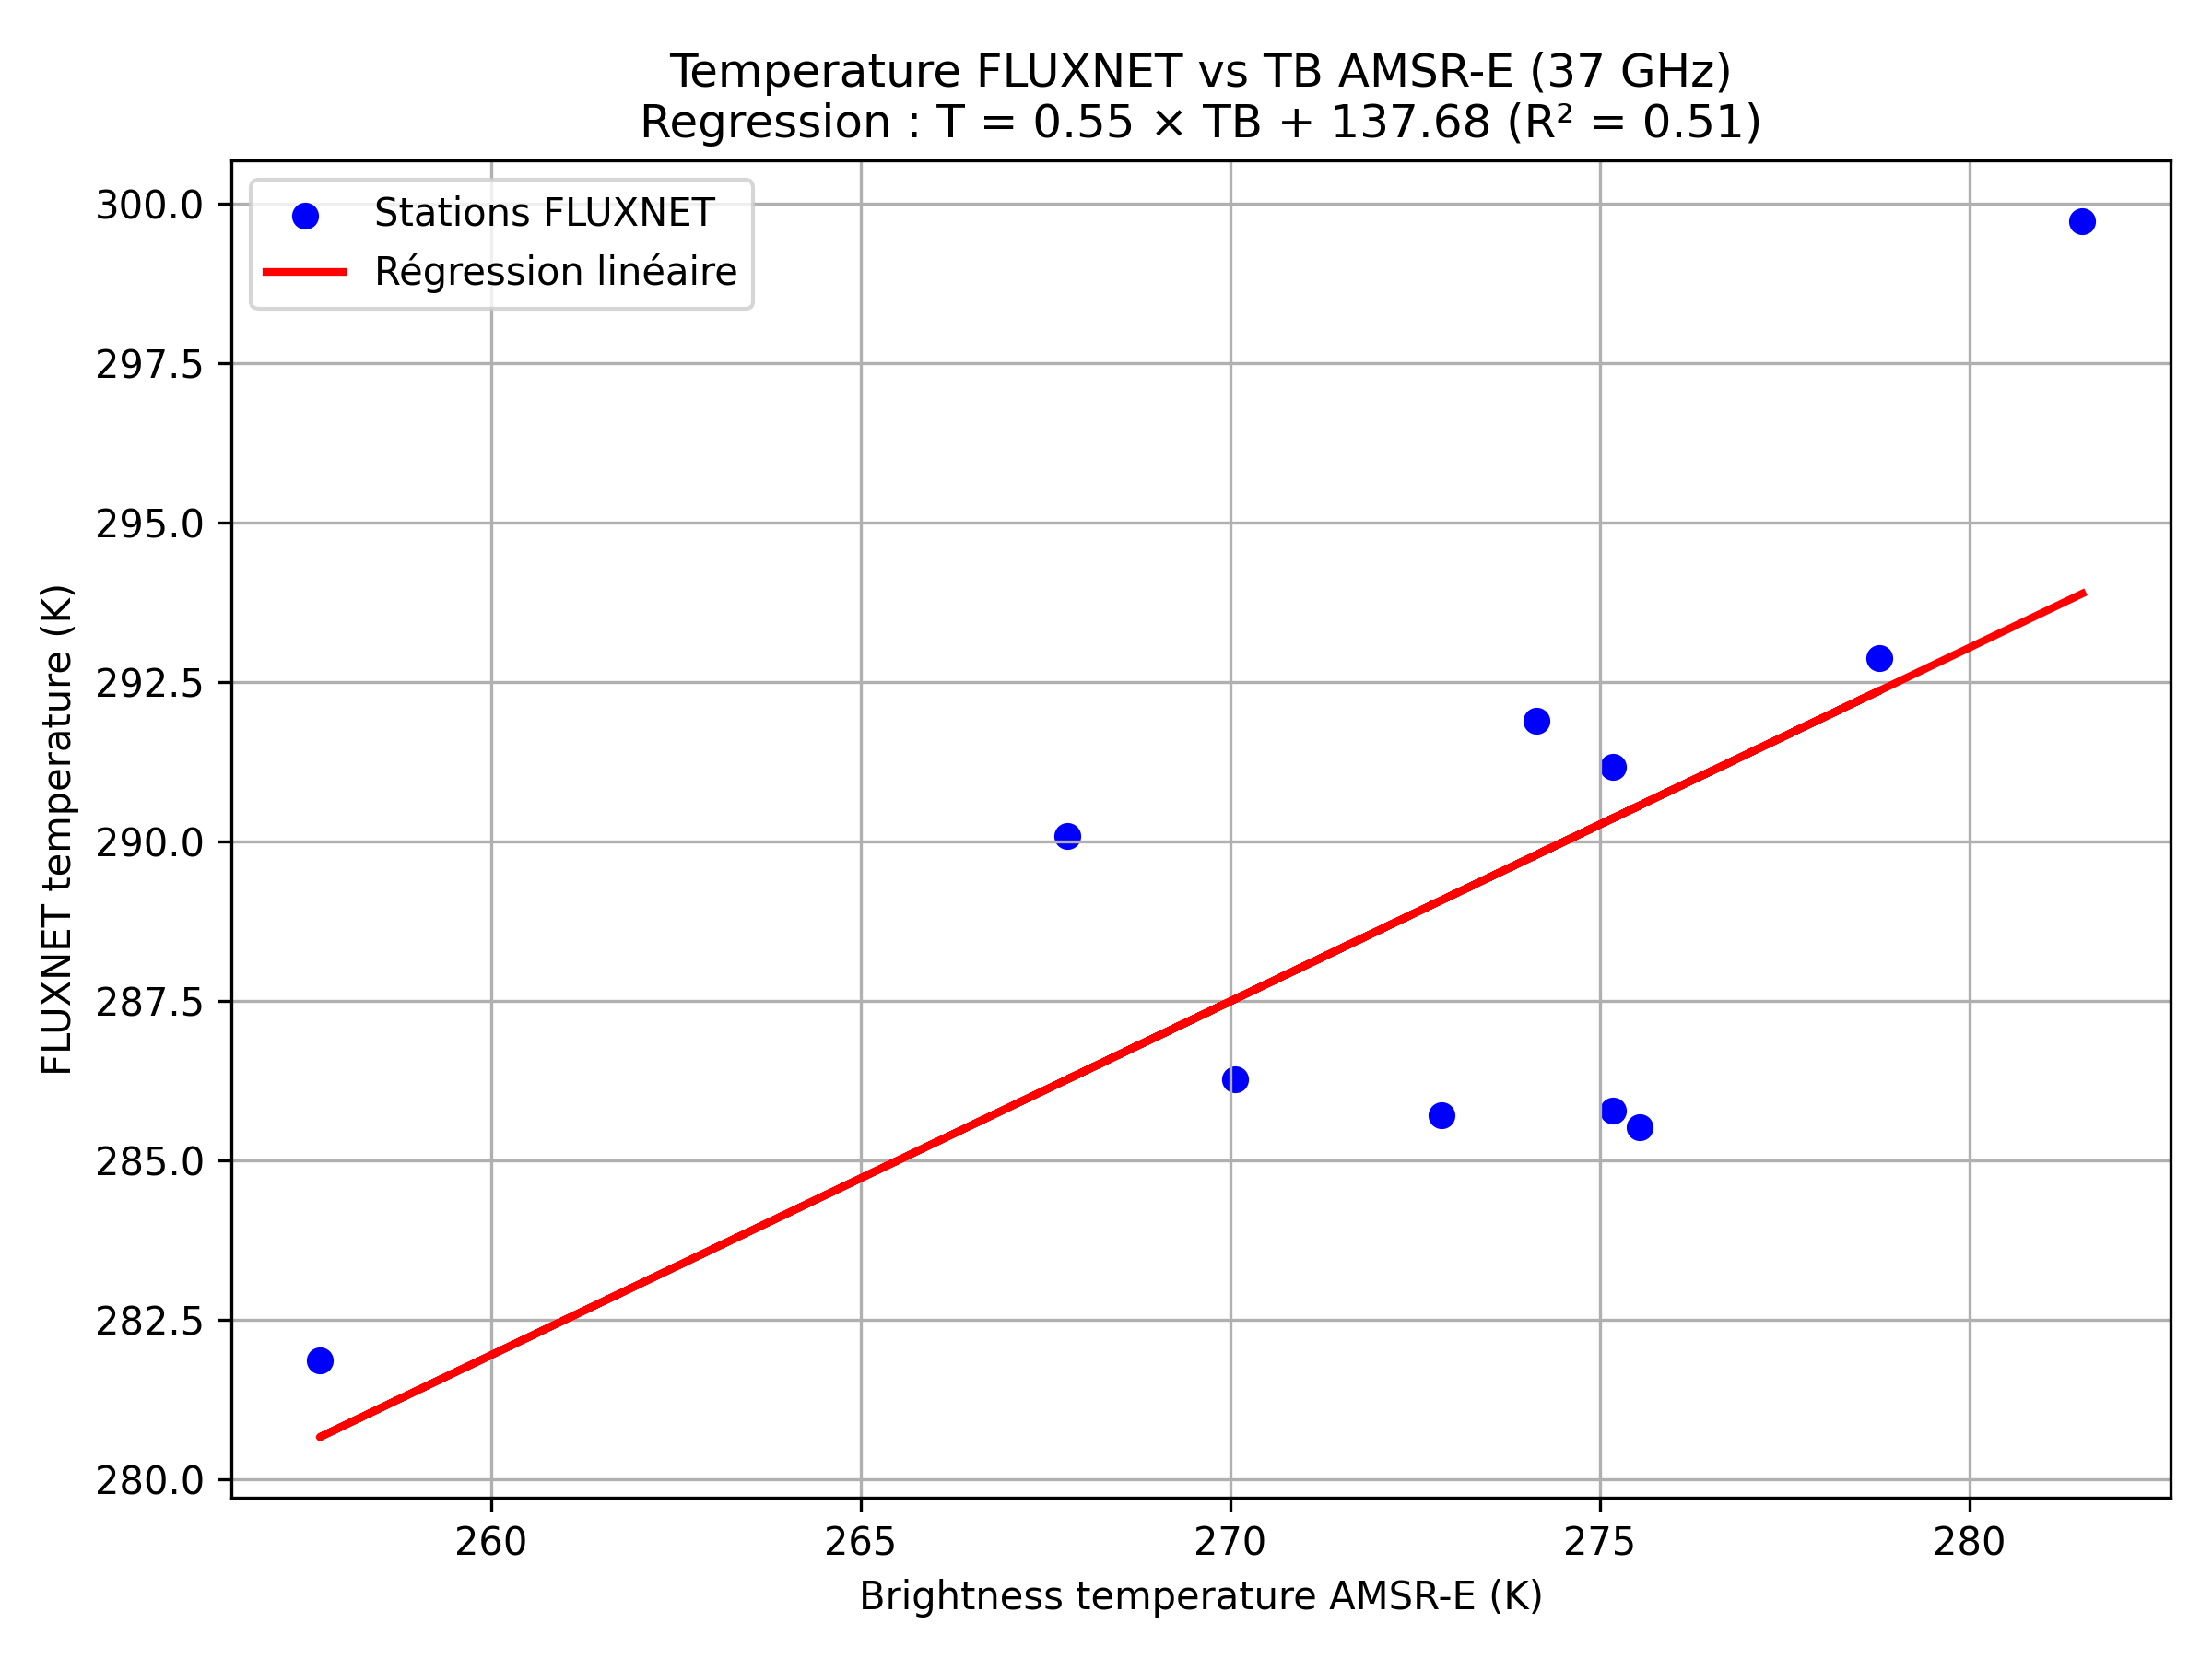 Temperature FLUXNET vs TB AMSR-E (37 GHz)
Regression : T = 0.55 × TB + 137.68 (R² = 0.51)
Stations FLUXNET
Régression linéaire
300.0
297.5
295.0
292.5
290.0
287.5
285.0
282.5
280.0
FLUXNET temperature (K)
260 265 270 275 280
Brightness temperature AMSR-E (K)